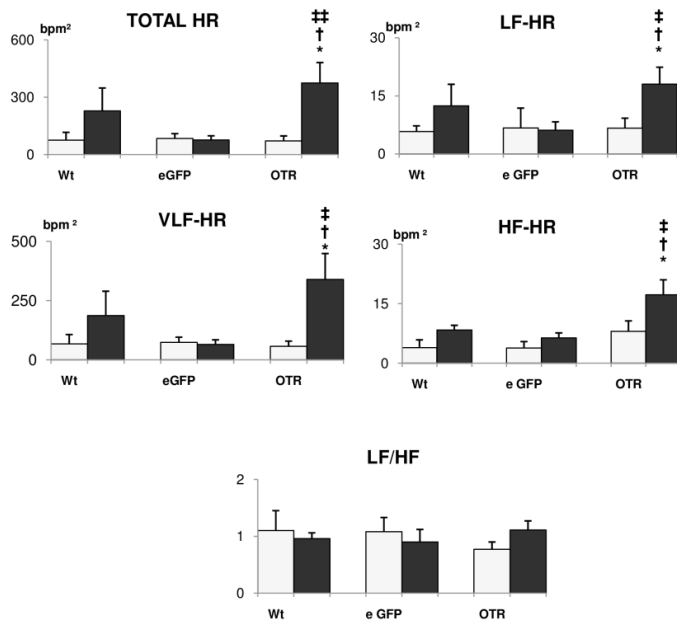 TOTAL HR
bpm²
‡‡
†
*
600
300
0
Wt
eGFP
OTR
LF-HR
bpm²
‡
†
*
30
15
0
Wt
e GFP
OTR
VLF-HR
bpm ²
‡
†
*
500
250
0
Wt
eGFP
OTR
HF-HR
bpm ²
‡
†
*
30
15
0
Wt
e GFP
OTR
LF/HF
2
1
0
Wt
e GFP
OTR